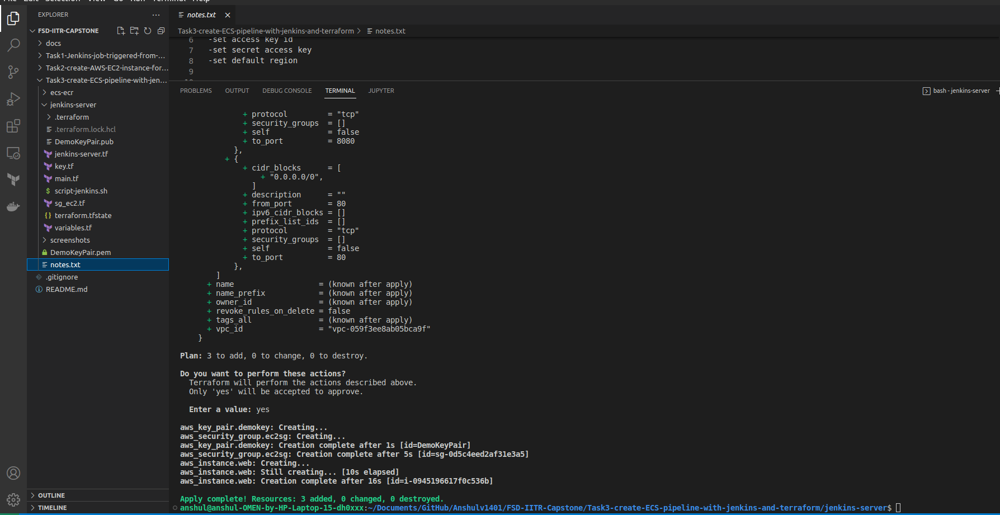 File Edit Selection View Go Run Terminal Help
EXPLORER
FSD-IITR-CAPSTONE
docs
Task1-Jenkins-job-triggered-from-...
Task2-create-AWS-EC2-instance-for...
Task3-create-ECS-pipeline-with-jen...
ecs-ecr
jenkins-server
.terraform
.terraform.lock.hcl
DemoKeyPair.pub
jenkins-server.tf
key.tf
main.tf
script-jenkins.sh
sg_ec2.tf
terraform.tfstate
variables.tf
screenshots
DemoKeyPair.pem
notes.txt
.gitignore
README.md
OUTLINE
TIMELINE
notes.txt
Task3-create-ECS-pipeline-with-jenkins-and-terraform > notes.txt
6 -set access key id
7 -set secret access key
8 -set default region
9
PROBLEMS OUTPUT DEBUG CONSOLE TERMINAL JUPYTER
bash - jenkins-server
+ protocol = "tcp"
+ security_groups = []
+ self = false
+ to_port = 8080
},
+ {
+ cidr_blocks = [
+ "0.0.0.0/0",
]
+ description = ""
+ from_port = 80
+ ipv6_cidr_blocks = []
+ prefix_list_ids = []
+ protocol = "tcp"
+ security_groups = []
+ self = false
+ to_port = 80
},
]
+ name = (known after apply)
+ name_prefix = (known after apply)
+ owner_id = (known after apply)
+ revoke_rules_on_delete = false
+ tags_all = (known after apply)
+ vpc_id = "vpc-059f3ee8ab05bca9f"
}
Plan: 3 to add, 0 to change, 0 to destroy.
Do you want to perform these actions?
Terraform will perform the actions described above.
Only 'yes' will be accepted to approve.
Enter a value: yes
aws_key_pair.demokey: Creating...
aws_security_group.ec2sg: Creating...
aws_key_pair.demokey: Creation complete after 1s [id=DemoKeyPair]
aws_security_group.ec2sg: Creation complete after 5s [id=sg-0d5c4eed2af31e3a5]
aws_instance.web: Creating...
aws_instance.web: Still creating... [10s elapsed]
aws_instance.web: Creation complete after 16s [id=i-0945196617f0c536b]
Apply complete! Resources: 3 added, 0 changed, 0 destroyed.
anshul@anshul-OMEN-by-HP-Laptop-15-dh0xxx:~/Documents/GitHub/Anshulv1401/FSD-IITR-Capstone/Task3-create-ECS-pipeline-with-jenkins-and-terraform/jenkins-server$